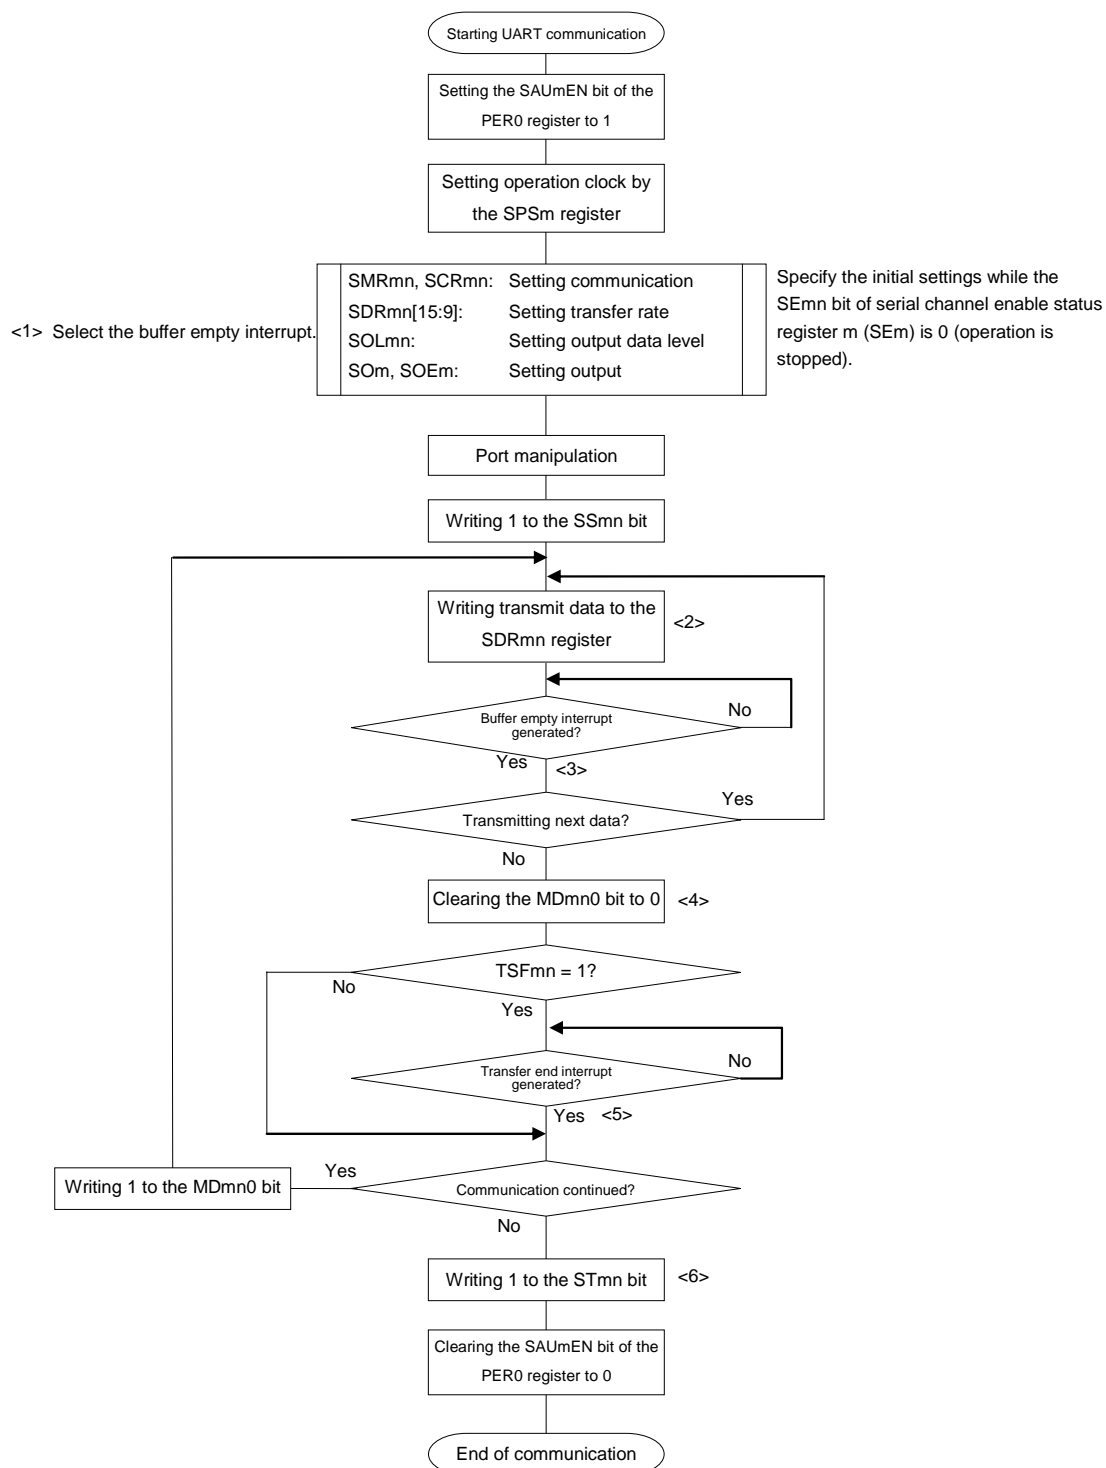 Starting UART communication
Setting the SAUmEN bit of the
PER0 register to 1
Setting operation clock by
the SPSm register
<1> Select the buffer empty interrupt.
SMRmn, SCRmn: Setting communication
SDRmn[15:9]: Setting transfer rate
SOLmn: Setting output data level
SOm, SOEm: Setting output
Specify the initial settings while the
SEmn bit of serial channel enable status
register m (SEm) is 0 (operation is
stopped).
Port manipulation
Writing 1 to the SSmn bit
Writing transmit data to the
SDRmn register
<2>
Buffer empty interrupt
generated?
No
Yes
<3>
Transmitting next data?
Yes
No
Clearing the MDmn0 bit to 0
<4>
TSFmn = 1?
No
Yes
Transfer end interrupt
generated?
No
Yes
<5>
Communication continued?
Yes
Writing 1 to the MDmn0 bit
No
Writing 1 to the STmn bit
<6>
Clearing the SAUmEN bit of the
PER0 register to 0
End of communication